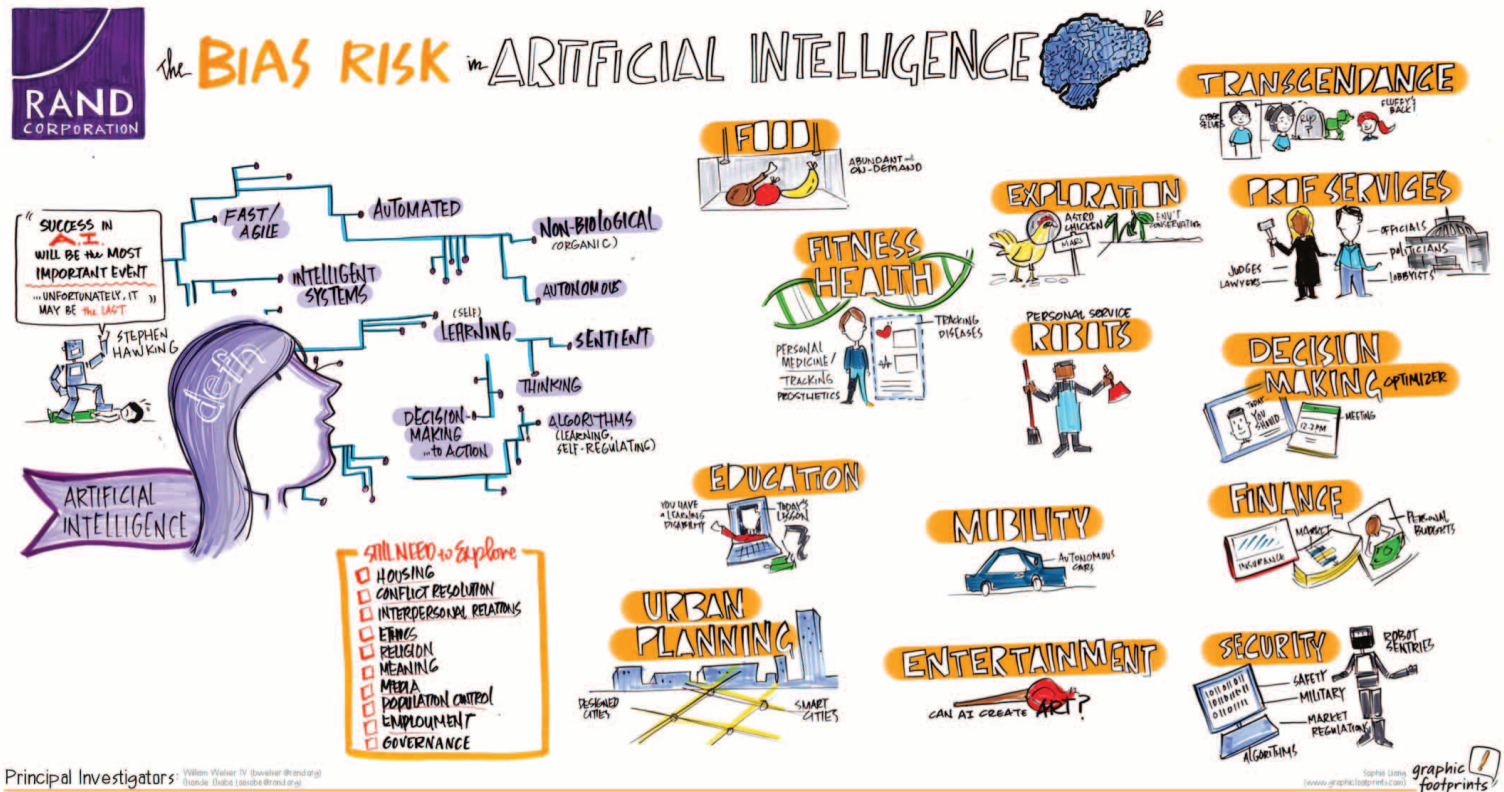 RAND
CORPORATION
the BIAS RISK in ARTIFICIAL INTELLIGENCE
"SUCCESS IN
A.I.
WILL BE the MOST
IMPORTANT EVENT
...UNFORTUNATELY, IT
MAY BE the LAST"
STEPHEN
HAWKING
FAST/
AGILE
AUTOMATED
NON-BIOLOGICAL
(ORGANIC)
INTELLIGENT
SYSTEMS
AUTONOMOUS
(SELF)
LEARNING
SENTIENT
THINKING
DECISION-
MAKING
...to ACTION
ALGORITHMS
(LEARNING,
SELF-REGULATING)
defn
ARTIFICIAL
INTELLIGENCE
STILL NEED to Explore
HOUSING
CONFLICT RESOLUTION
INTERPERSONAL RELATIONS
ETHICS
RELIGION
MEANING
MEDIA
POPULATION CONTROL
EMPLOYMENT
GOVERNANCE
FOOD
ABUNDANT and
ON-DEMAND
FITNESS
HEALTH
TRACKING
DISEASES
PERSONAL
MEDICINE/
TRACKING
PROSTHETICS
EDUCATION
YOU HAVE
a LEARNING
DISABILITY
TODAY'S
LESSON
URBAN
PLANNING
DESIGNED
CITIES
SMART
CITIES
EXPLORATION
ASTRO
CHICKEN
MARS
ENV'T
CONSERVATION
PERSONAL SERVICE
ROBOTS
MOBILITY
AUTONOMOUS
CARS
ENTERTAINMENT
CAN AI CREATE ART?
TRANSCENDANCE
CYBER
SELVES
RIP
?
FLUFFY'S
BACK!
PROF SERVICES
JUDGES
LAWYERS
OFFICIALS
POLITICIANS
LOBBYISTS
DECISION
MAKING OPTIMIZER
TODAY
YOU
SHOULD..
12-2PM
MEETING
FINANCE
INSURANCE
MARKET
PERSONAL
BUDGETS
SECURITY
ROBOT
SENTRIES
SAFETY
MILITARY
MARKET
REGULATIONS
ALGORITHMS
Principal Investigators:
graphic
footprints
(www.graphicfootprints.com)